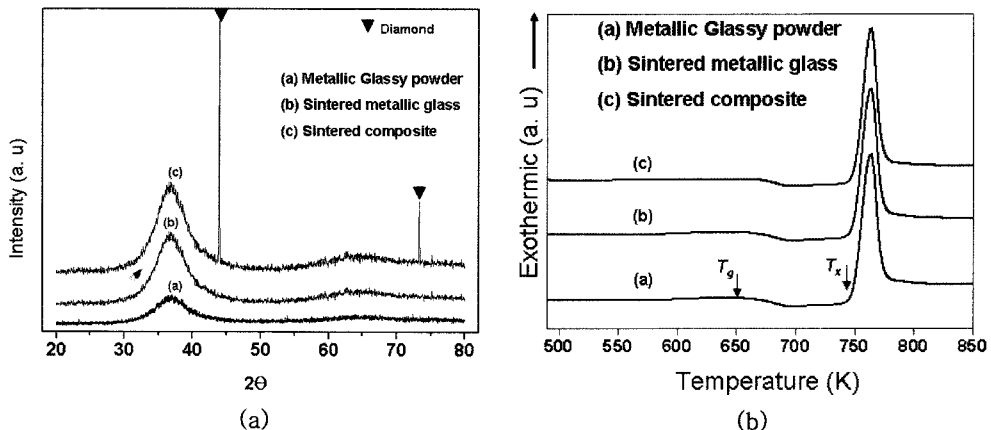 Diamond
(a) Metallic Glassy powder
(b) Sintered metallic glass
(c) Sintered composite
(c)
(b)
(a)
Intensity (a. u)
20 30 40 50 60 70 80
2Θ
(a)
(a) Metallic Glassy powder
(b) Sintered metallic glass
(c) Sintered composite
(c)
(b)
(a)
Tg
Tx
Exothermic (a. u)
500 550 600 650 700 750 800 850
Temperature (K)
(b)